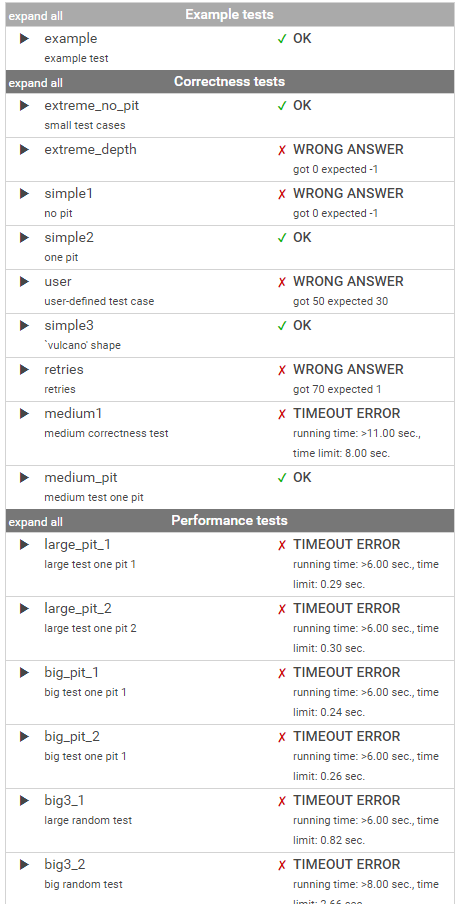 expand all Example tests
example ✓ OK
example test
expand all Correctness tests
extreme_no_pit ✓ OK
small test cases
extreme_depth ✗ WRONG ANSWER
got 0 expected -1
simple1 ✗ WRONG ANSWER
no pit got 0 expected -1
simple2 ✓ OK
one pit
user ✗ WRONG ANSWER
user-defined test case got 50 expected 30
simple3 ✓ OK
`vulcano' shape
retries ✗ WRONG ANSWER
retries got 70 expected 1
medium1 ✗ TIMEOUT ERROR
medium correctness test running time: >11.00 sec.,
time limit: 8.00 sec.
medium_pit ✓ OK
medium test one pit
expand all Performance tests
large_pit_1 ✗ TIMEOUT ERROR
large test one pit 1 running time: >6.00 sec., time
limit: 0.29 sec.
large_pit_2 ✗ TIMEOUT ERROR
large test one pit 2 running time: >6.00 sec., time
limit: 0.30 sec.
big_pit_1 ✗ TIMEOUT ERROR
big test one pit 1 running time: >6.00 sec., time
limit: 0.24 sec.
big_pit_2 ✗ TIMEOUT ERROR
big test one pit 1 running time: >6.00 sec., time
limit: 0.26 sec.
big3_1 ✗ TIMEOUT ERROR
large random test running time: >6.00 sec., time
limit: 0.82 sec.
big3_2 ✗ TIMEOUT ERROR
big random test running time: >8.00 sec., time
limit: 2.66 sec.